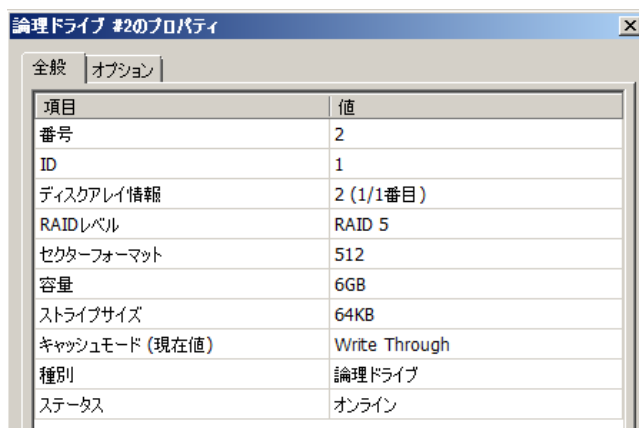 論理ドライブ #2のプロパティ
全般 オプション
項目 値
番号 2
ID 1
ディスクアレイ情報 2 (1/1番目)
RAIDレベル RAID 5
セクターフォーマット 512
容量 6GB
ストライプサイズ 64KB
キャッシュモード (現在値) Write Through
種別 論理ドライブ
ステータス オンライン